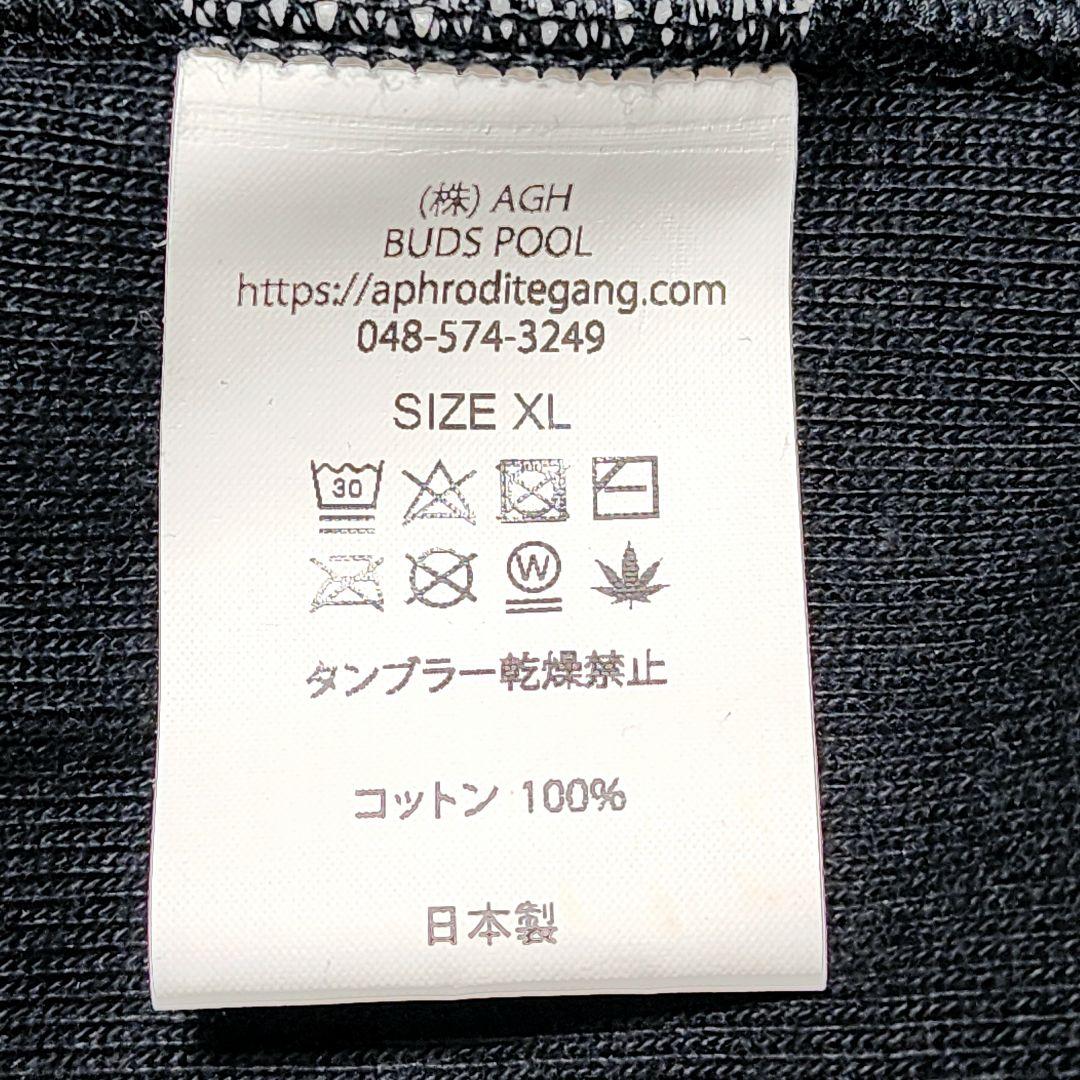 (株) AGH
BUDS POOL
https://aphroditegang.com
048-574-3249
SIZE XL
30
W
タンブラー乾燥禁止
コットン 100%
日本製